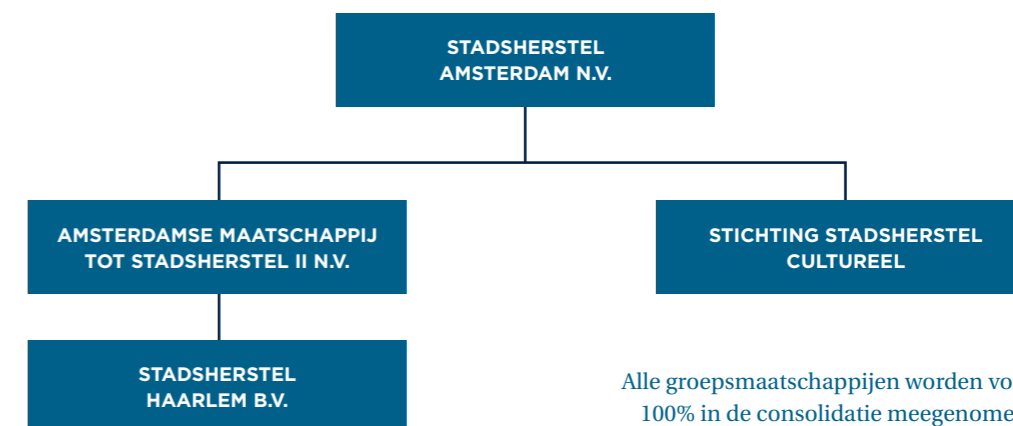 STADSHERSTEL
AMSTERDAM N.V.
AMSTERDAMSE MAATSCHAPPIJ
TOT STADSHERSTEL II N.V.
STICHTING STADSHERSTEL
CULTUREEL
STADSHERSTEL
HAARLEM B.V.
Alle groepsmaatschappijen worden vo
100% in de consolidatie meegenome